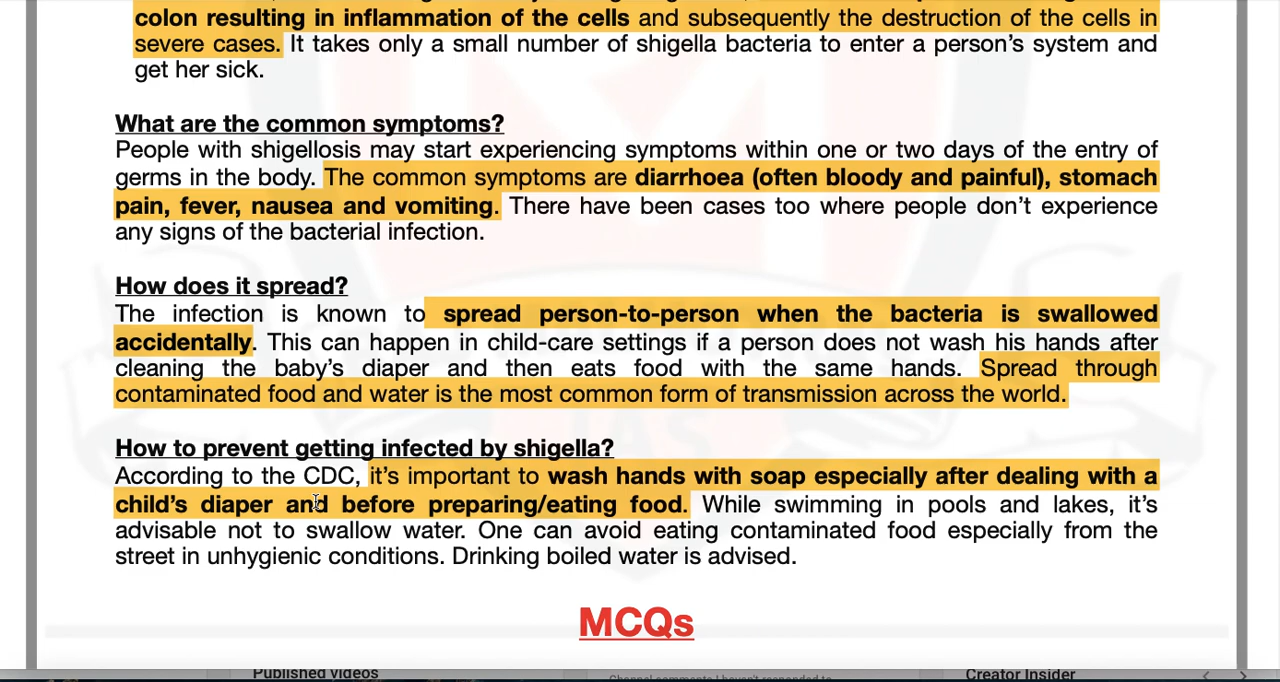 colon resulting in inflammation of the cells and subsequently the destruction of the cells in
severe cases. It takes only a small number of shigella bacteria to enter a person's system and
get her sick.
What are the common symptoms?
People with shigellosis may start experiencing symptoms within one or two days of the entry of
germs in the body. The common symptoms are diarrhoea (often bloody and painful), stomach
pain, fever, nausea and vomiting. There have been cases too where people don't experience
any signs of the bacterial infection.
How does it spread?
The infection is known to spread person-to-person when the bacteria is swallowed
accidentally. This can happen in child-care settings if a person does not wash his hands after
cleaning the baby's diaper and then eats food with the same hands. Spread through
contaminated food and water is the most common form of transmission across the world.
How to prevent getting infected by shigella?
According to the CDC, it's important to wash hands with soap especially after dealing with a
child's diaper and before preparing/eating food. While swimming in pools and lakes, it's
advisable not to swallow water. One can avoid eating contaminated food especially from the
street in unhygienic conditions. Drinking boiled water is advised.
MCQs
Published videos
Creator Insider